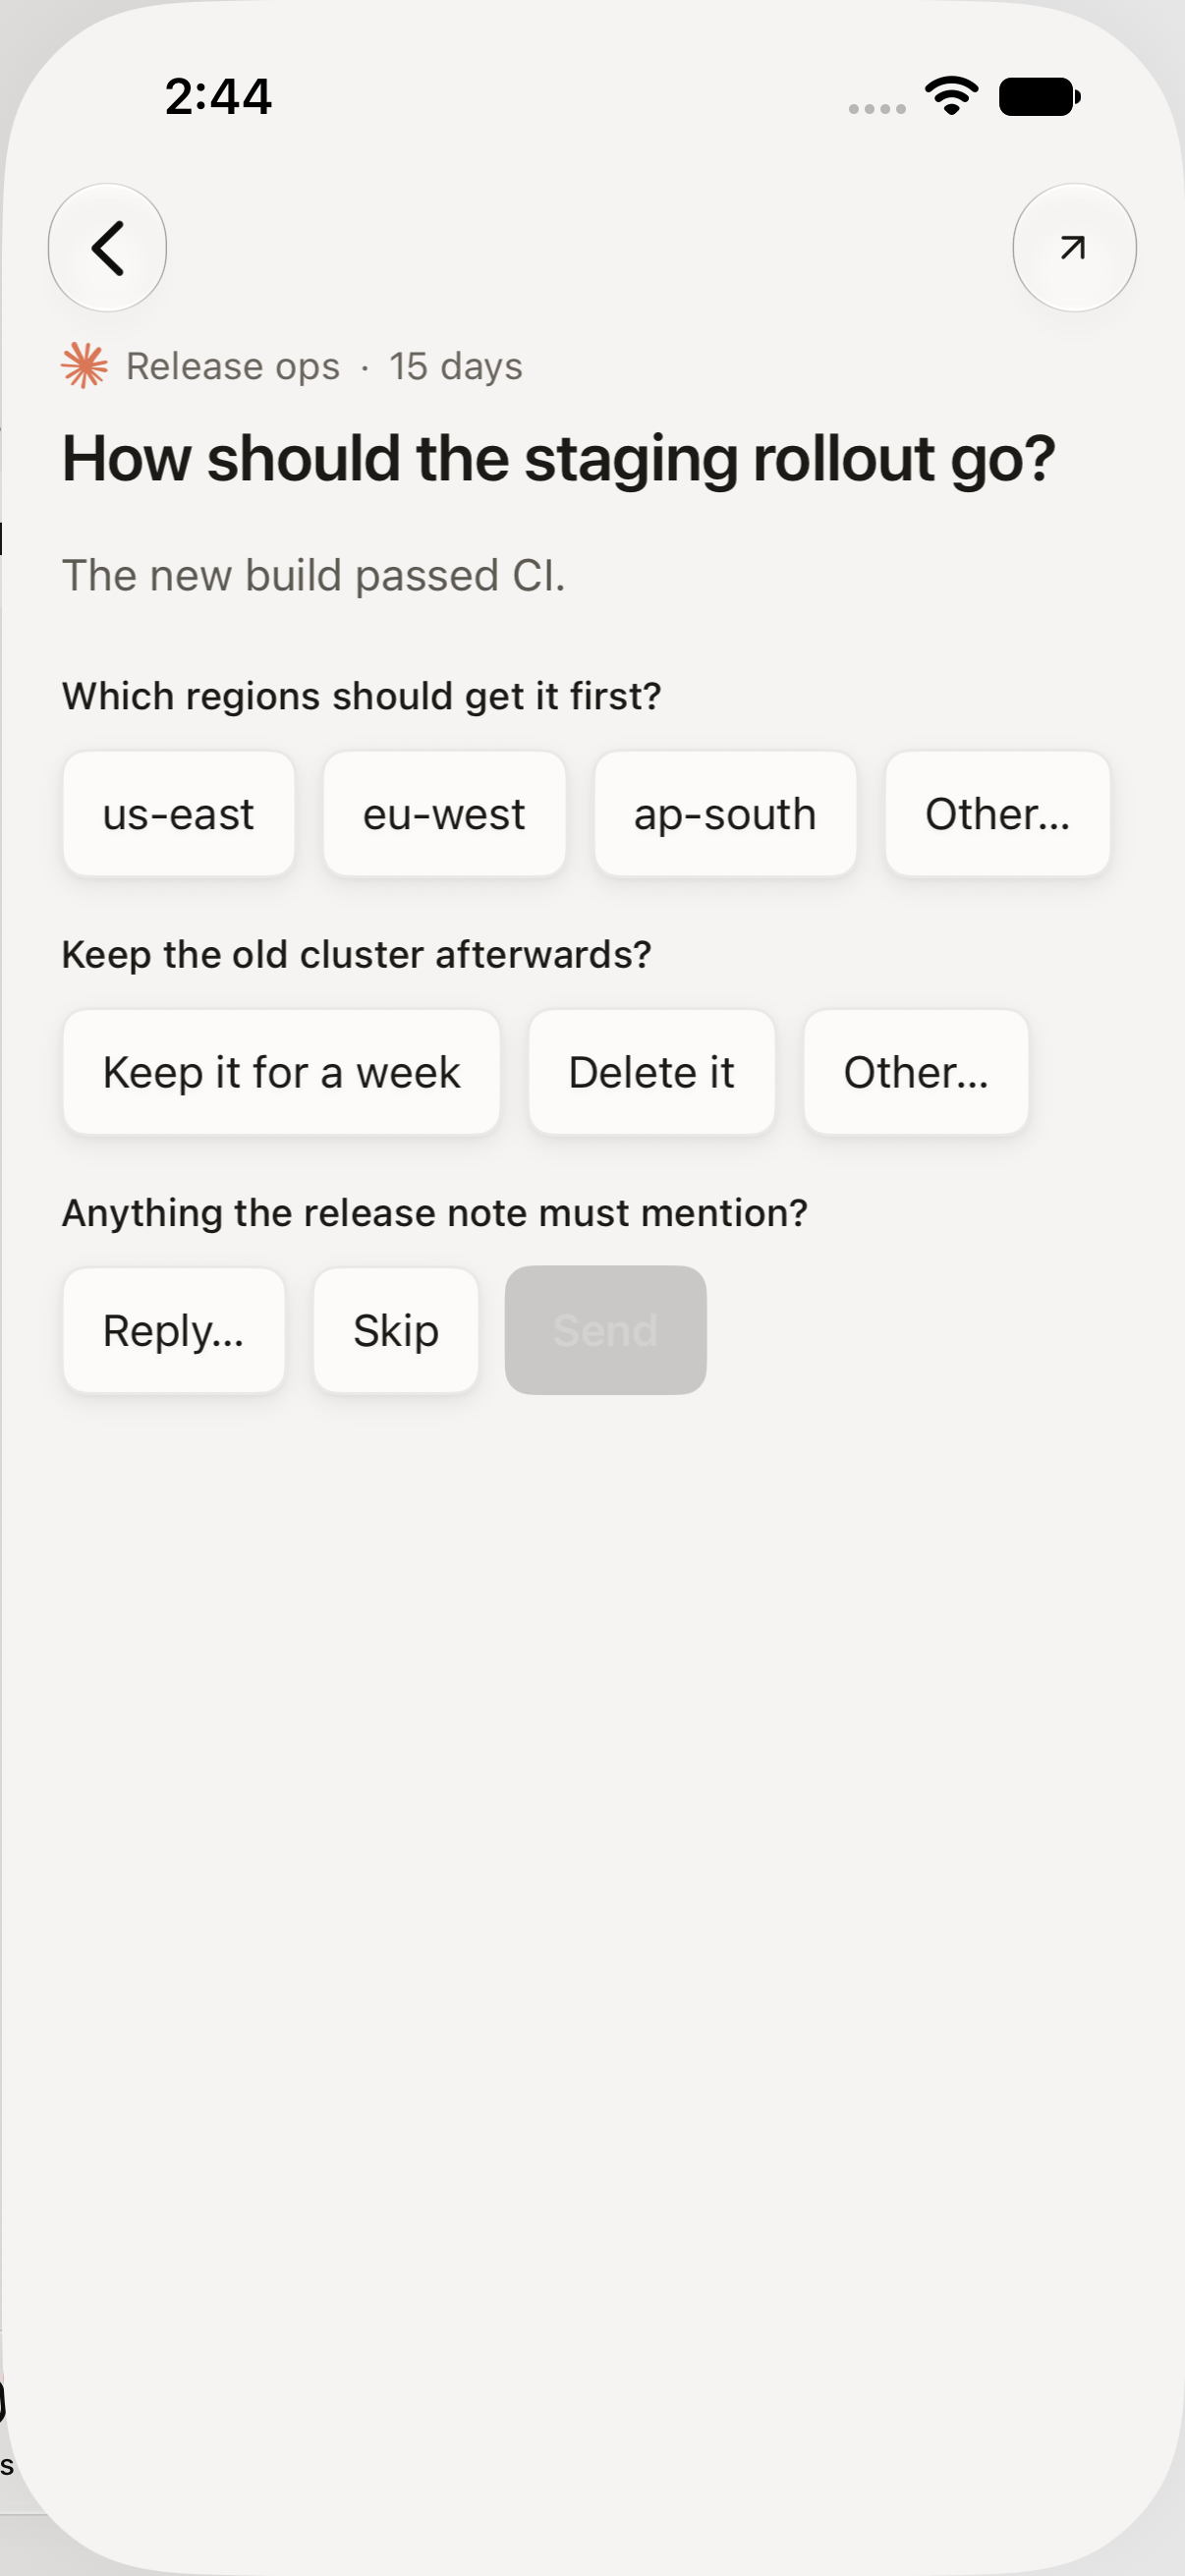 2:44
Release ops · 15 days
How should the staging rollout go?
The new build passed CI.
Which regions should get it first?
us-east eu-west ap-south Other...
Keep the old cluster afterwards?
Keep it for a week Delete it Other...
Anything the release note must mention?
Reply... Skip Send
s